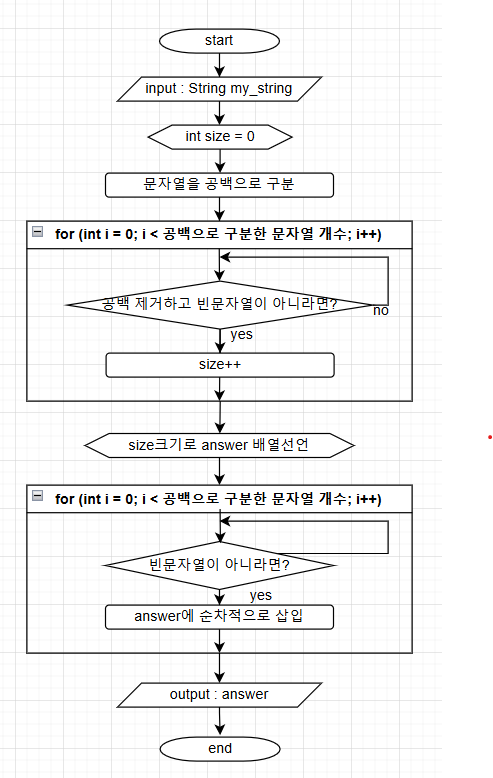 start
input : String my_string
int size = 0
문자열을 공백으로 구분
for (int i = 0; i < 공백으로 구분한 문자열 개수; i++)
공백 제거하고 빈문자열이 아니라면?
no
yes
size++
size크기로 answer 배열선언
for (int i = 0; i < 공백으로 구분한 문자열 개수; i++)
빈문자열이 아니라면?
yes
answer에 순차적으로 삽입
output : answer
end